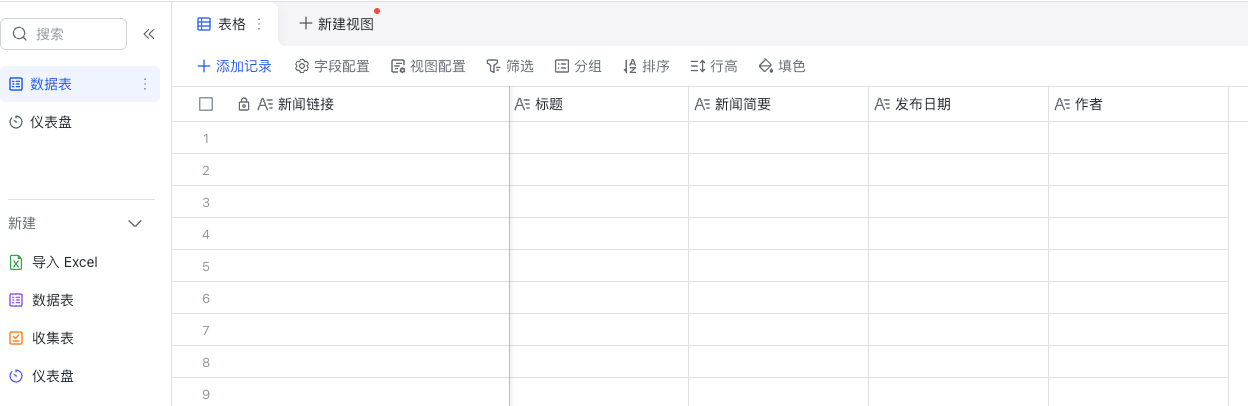 搜索
数据表
仪表盘
新建
导入 Excel
数据表
收集表
仪表盘
表格 新建视图
添加记录 字段配置 视图配置 筛选 分组 排序 行高 填色
新闻链接 标题 新闻简要 发布日期 作者
1
2
3
4
5
6
7
8
9